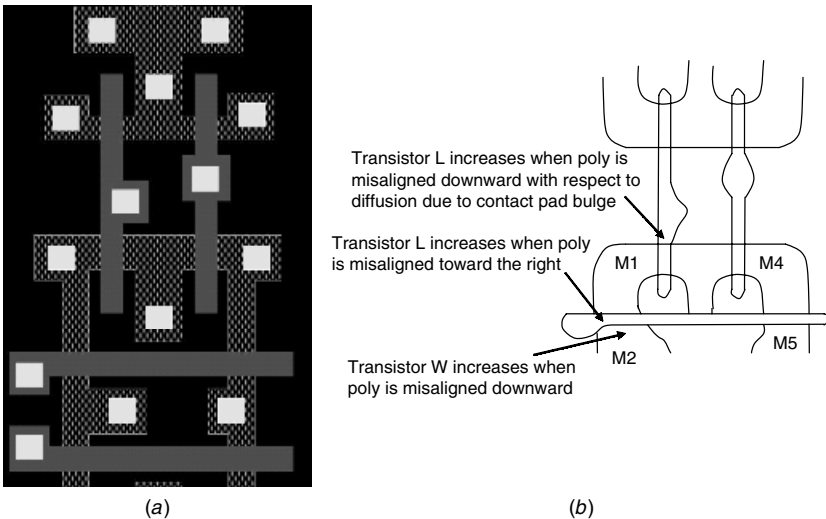 Transistor L increases when poly is
misaligned downward with respect to
diffusion due to contact pad bulge
Transistor L increases when poly
is misaligned toward the right
M1
M4
M2
M5
Transistor W increases when
poly is misaligned downward
(a)
(b)